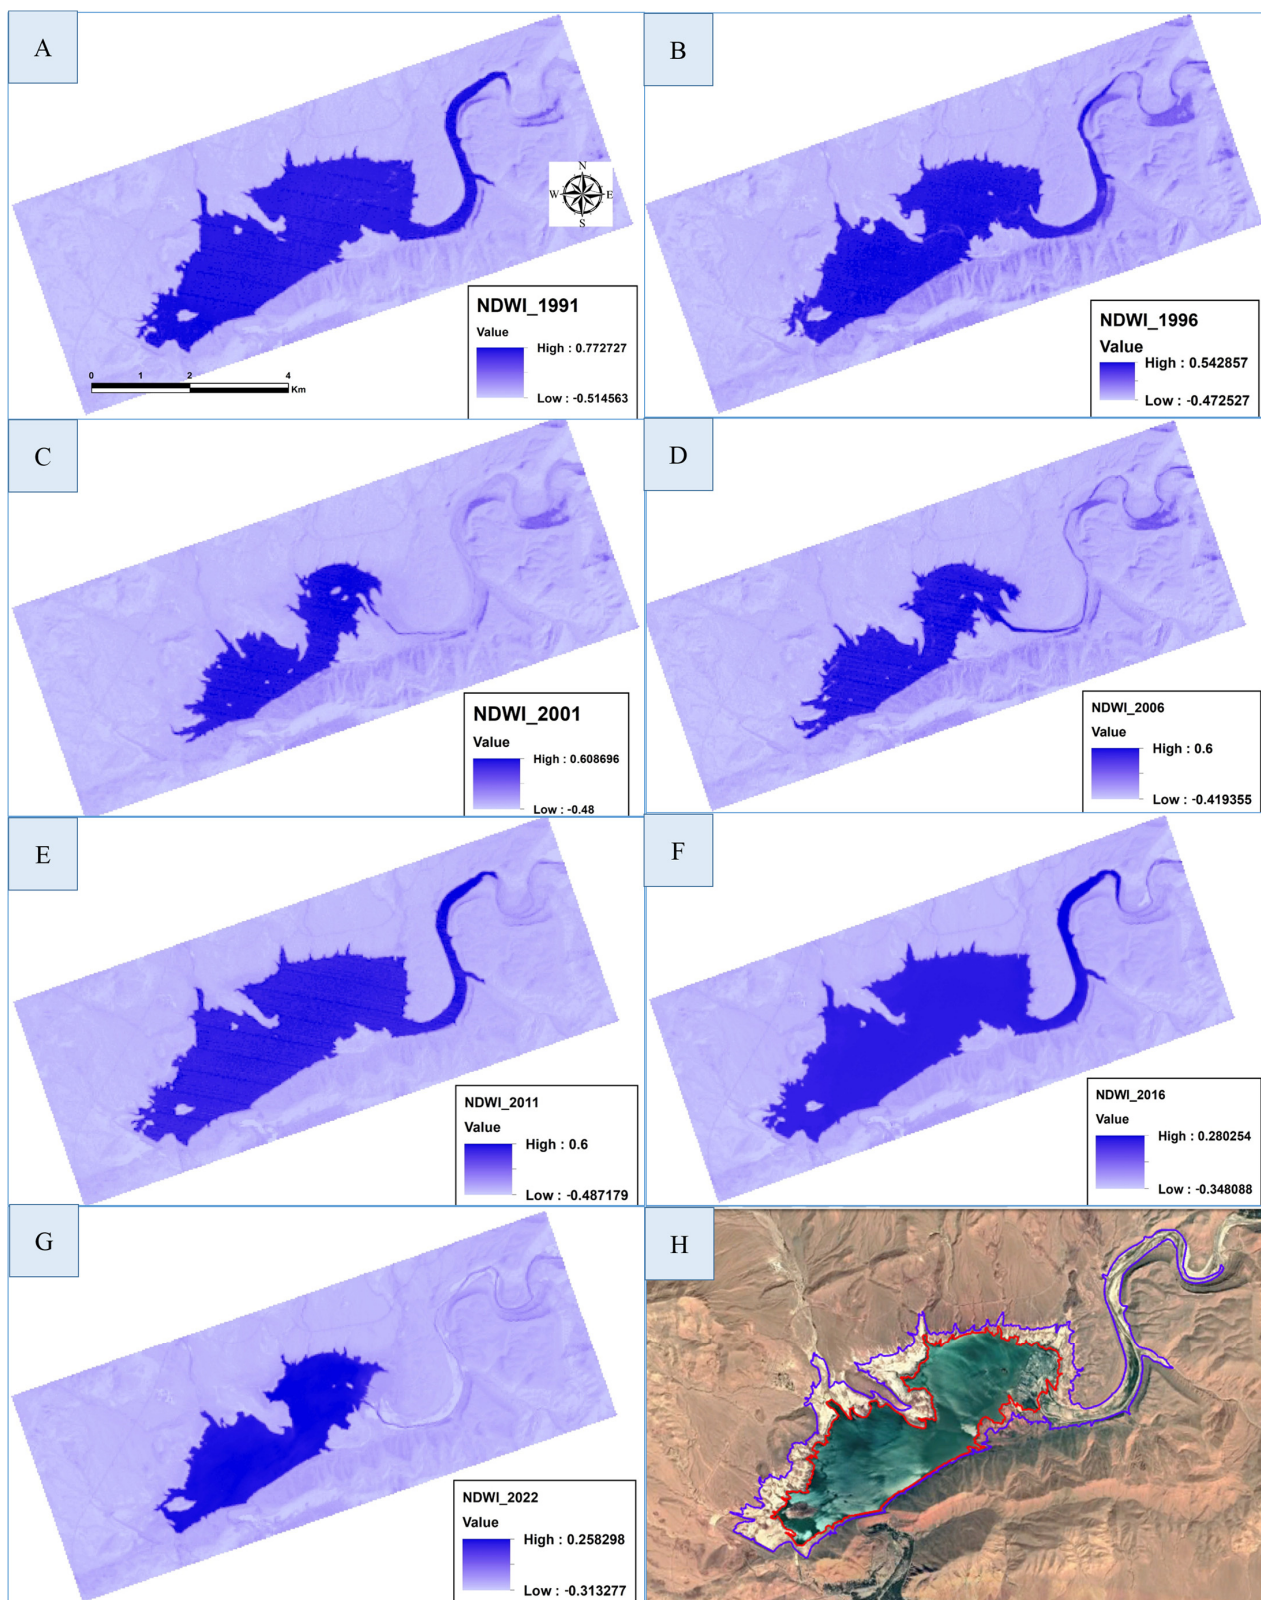 A
N
W E
S
NDWI_1991
Value
High : 0.772727
Low : -0.514563
0 1 2 4
Km
B
NDWI_1996
Value
High : 0.542857
Low : -0.472527
C
NDWI_2001
Value
High : 0.608696
Low : -0.48
D
NDWI_2006
Value
High : 0.6
Low : -0.419355
E
NDWI_2011
Value
High : 0.6
Low : -0.487179
F
NDWI_2016
Value
High : 0.280254
Low : -0.348088
G
NDWI_2022
Value
High : 0.258298
Low : -0.313277
H